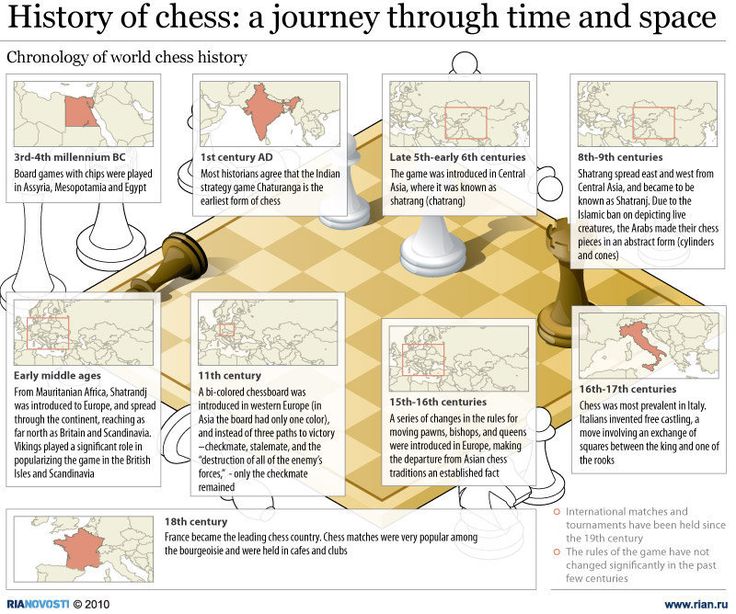 History of chess: a journey through time and space
Chronology of world chess history
3rd-4th millennium BC
Board games with chips were played
in Assyria, Mesopotamia and Egypt
1st century AD
Most historians agree that the Indian
strategy game Chaturanga is the
earliest form of chess
Late 5th-early 6th centuries
The game was introduced in Central
Asia, where it was known as
shatrang (chatrang)
8th-9th centuries
Shatrang spread east and west from
Central Asia, and became to be
known as Shatranj. Due to the
Islamic ban on depicting live
creatures, the Arabs made their chess
pieces in an abstract form (cylinders
and cones)
Early middle ages
From Mauritanian Africa, Shatrandj
was introduced to Europe, and spread
through the continent, reaching as
far north as Britain and Scandinavia.
Vikings played a significant role in
popularizing the game in the British
Isles and Scandinavia
11th century
A bi-colored chessboard was
introduced in western Europe (in
Asia the board had only one color),
and instead of three paths to victory
–checkmate, stalemate, and the
“destruction of all of the enemy's
forces,” - only the checkmate
remained
15th-16th centuries
A series of changes in the rules for
moving pawns, bishops, and queens
were introduced in Europe, making
the departure from Asian chess
traditions an established fact
16th-17th centuries
Chess was most prevalent in Italy.
Italians invented free castling, a
move involving an exchange of
squares between the king and one of
the rooks
18th century
France became the leading chess country. Chess matches were very popular among
the bourgeoisie and were held in cafes and clubs
International matches and
tournaments have been held since
the 19th century
The rules of the game have not
changed significantly in the past
few centuries
RIANOVOSTI © 2010
www.rian.ru